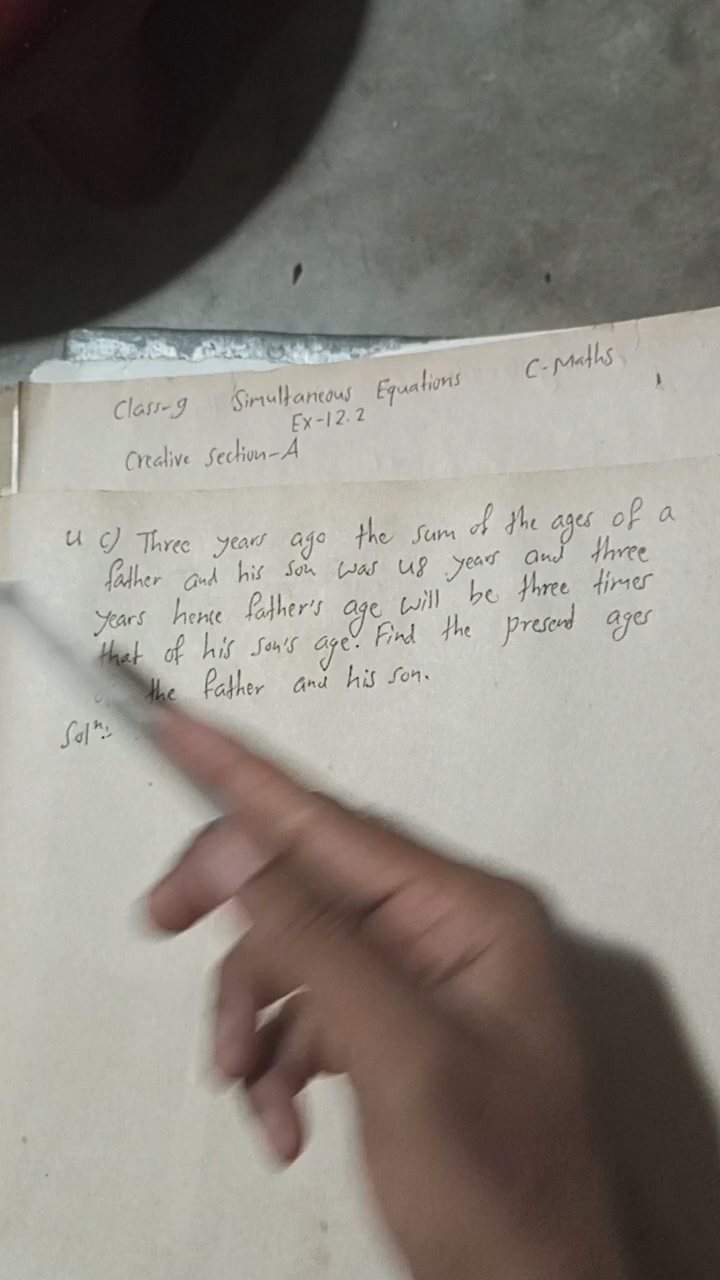 Class-9 Simultaneous Equations C-Maths
Ex-12.2
Creative Section-A
4 c) Three years ago the sum of the ages of a
father and his son was 48 years and three
years hence father's age will be three times
that of his son's age. Find the present ages
the father and his son.
Solⁿ: